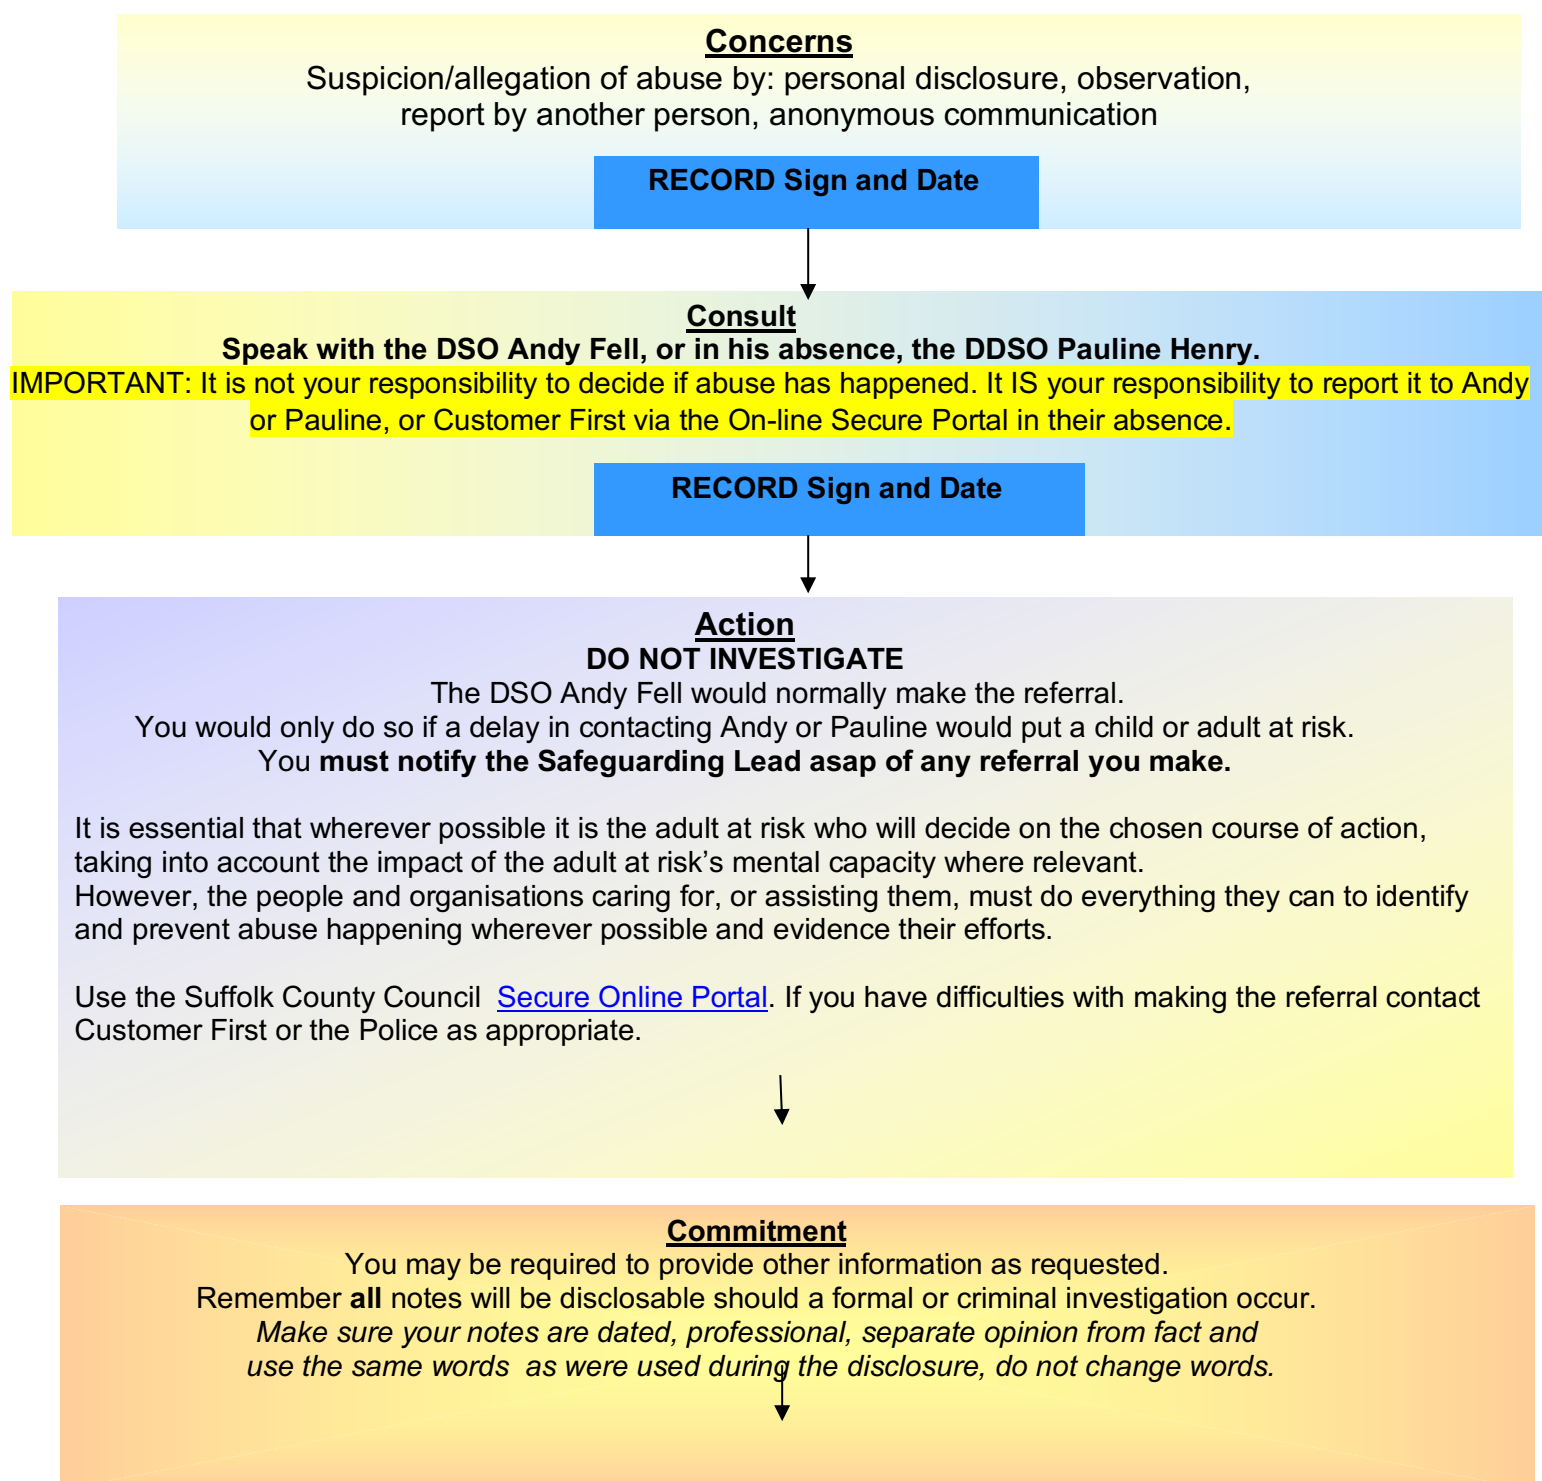 Concerns
Suspicion/allegation of abuse by: personal disclosure, observation,
report by another person, anonymous communication
RECORD Sign and Date
Consult
Speak with the DSO Andy Fell, or in his absence, the DDSO Pauline Henry.
IMPORTANT: It is not your responsibility to decide if abuse has happened. It IS your responsibility to report it to Andy
or Pauline, or Customer First via the On-line Secure Portal in their absence.
RECORD Sign and Date
Action
DO NOT INVESTIGATE
The DSO Andy Fell would normally make the referral.
You would only do so if a delay in contacting Andy or Pauline would put a child or adult at risk.
You must notify the Safeguarding Lead asap of any referral you make.
It is essential that wherever possible it is the adult at risk who will decide on the chosen course of action,
taking into account the impact of the adult at risk’s mental capacity where relevant.
However, the people and organisations caring for, or assisting them, must do everything they can to identify
and prevent abuse happening wherever possible and evidence their efforts.
Use the Suffolk County Council  Secure Online Portal. If you have difficulties with making the referral contact
Customer First or the Police as appropriate.
Commitment
You may be required to provide other information as requested.
Remember all notes will be disclosable should a formal or criminal investigation occur.
Make sure your notes are dated, professional, separate opinion from fact and
use the same words  as were used during the disclosure, do not change words.